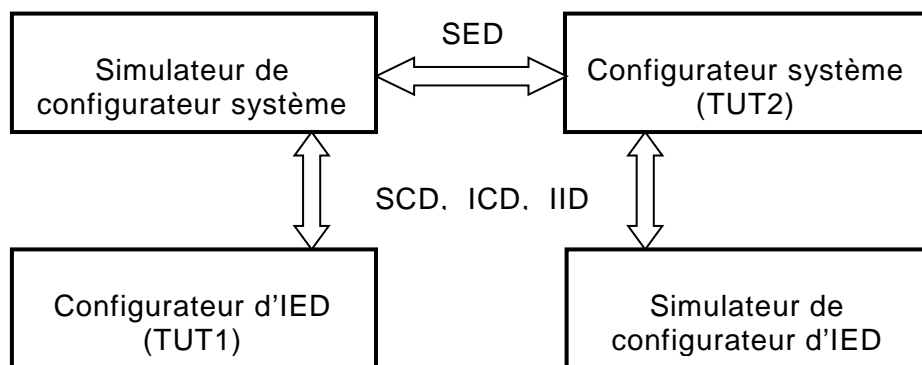 SED
Simulateur de
configurateur système
Configurateur système
(TUT2)
SCD, ICD, IID
Configurateur d'IED
(TUT1)
Simulateur de
configurateur d'IED